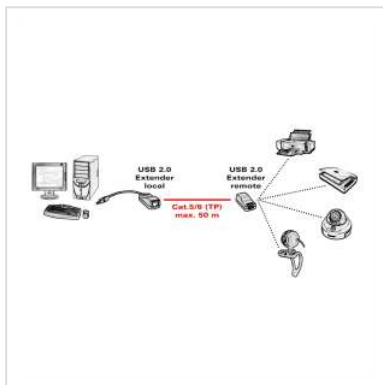 USB 2.0
Extender
local
USB 2.0
Extender
remote
Cat.5/6 (TP)
max. 50 m